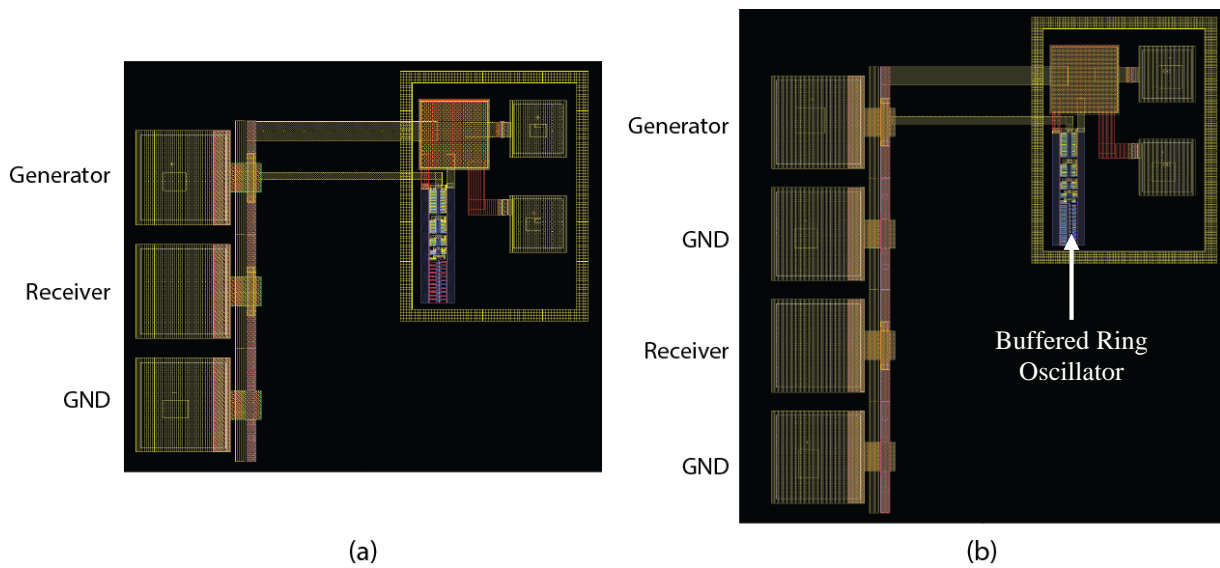 Generator
Receiver
GND
(a)
Generator
GND
Receiver
GND
Buffered Ring
Oscillator
(b)